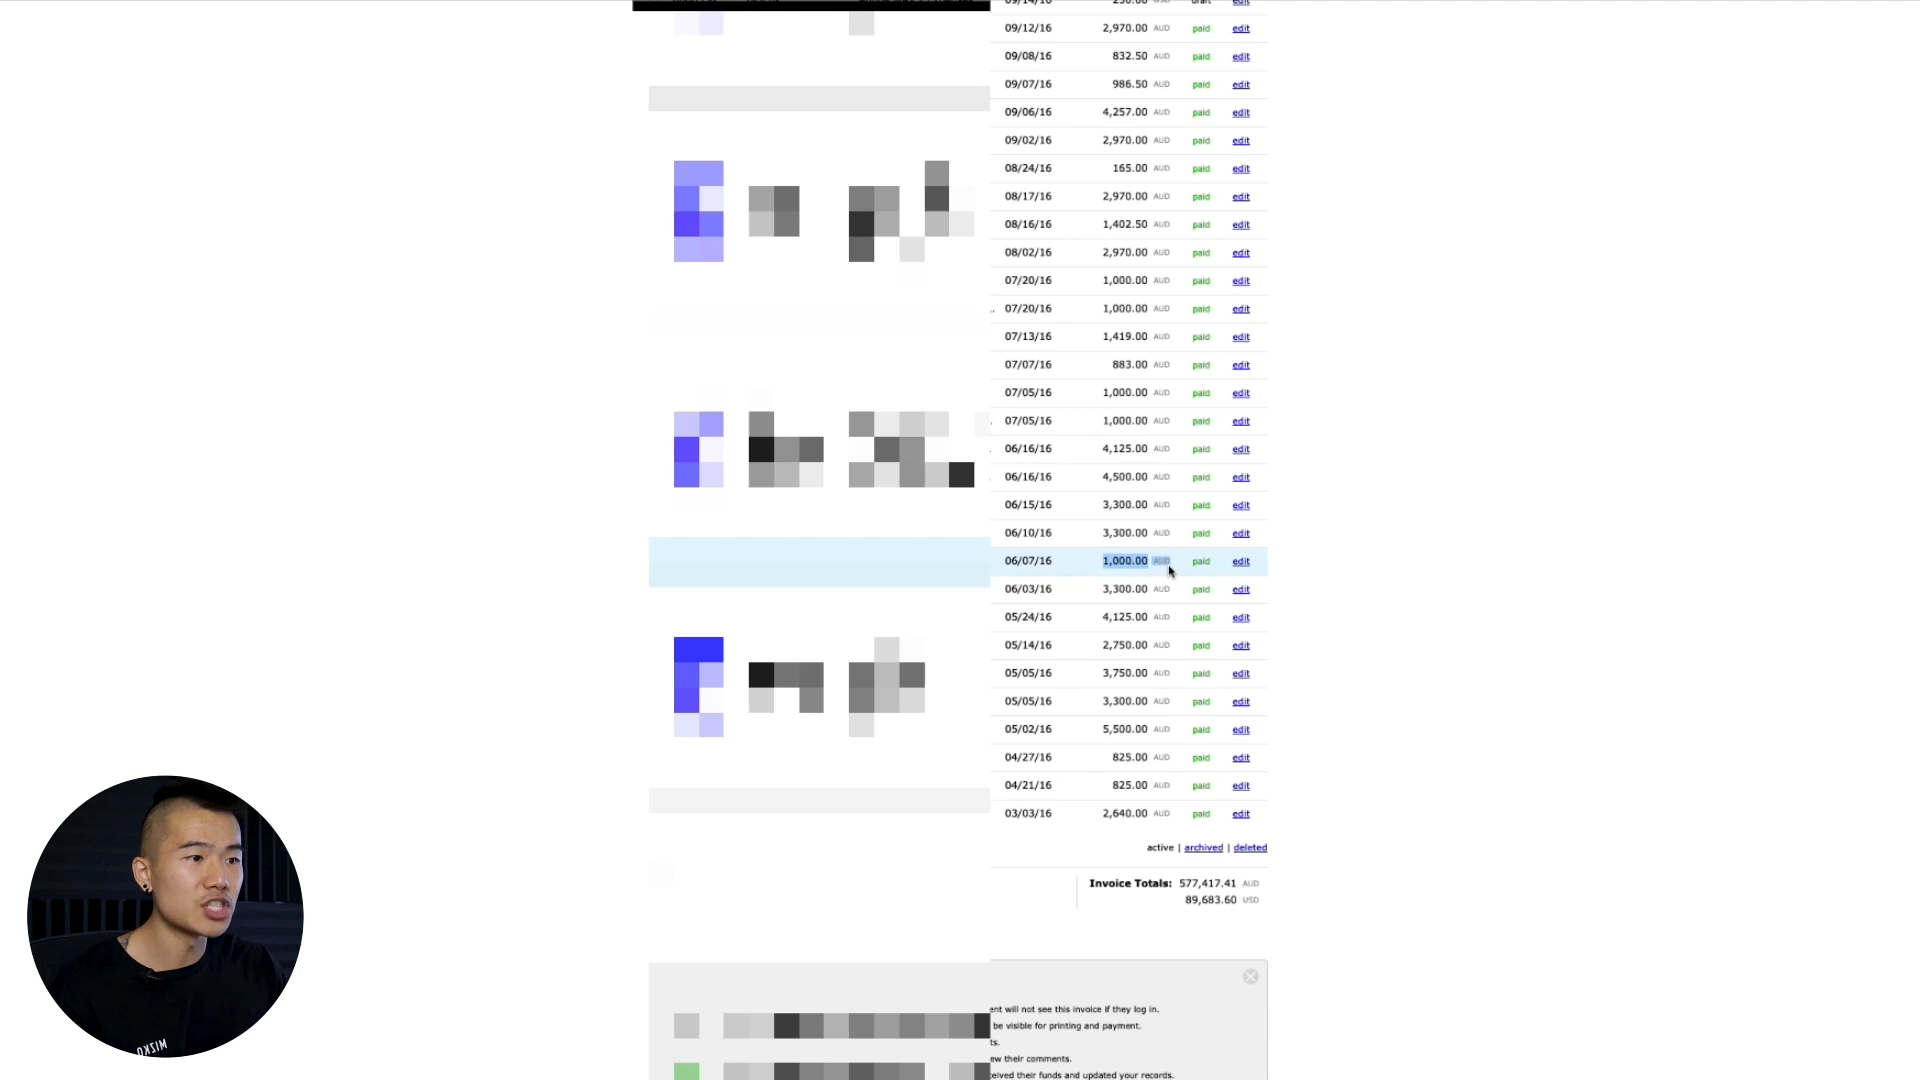 09/14/16 250.00 USD draft edit
09/12/16 2,970.00 AUD paid edit
09/08/16 832.50 AUD paid edit
09/07/16 986.50 AUD paid edit
09/06/16 4,257.00 AUD paid edit
09/02/16 2,970.00 AUD paid edit
08/24/16 165.00 AUD paid edit
08/17/16 2,970.00 AUD paid edit
08/16/16 1,402.50 AUD paid edit
08/02/16 2,970.00 AUD paid edit
07/20/16 1,000.00 AUD paid edit
07/20/16 1,000.00 AUD paid edit
07/13/16 1,419.00 AUD paid edit
07/07/16 883.00 AUD paid edit
07/05/16 1,000.00 AUD paid edit
07/05/16 1,000.00 AUD paid edit
06/16/16 4,125.00 AUD paid edit
06/16/16 4,500.00 AUD paid edit
06/15/16 3,300.00 AUD paid edit
06/10/16 3,300.00 AUD paid edit
06/07/16 1,000.00 AUD paid edit
06/03/16 3,300.00 AUD paid edit
05/24/16 4,125.00 AUD paid edit
05/14/16 2,750.00 AUD paid edit
05/05/16 3,750.00 AUD paid edit
05/05/16 3,300.00 AUD paid edit
05/02/16 5,500.00 AUD paid edit
04/27/16 825.00 AUD paid edit
04/21/16 825.00 AUD paid edit
03/03/16 2,640.00 AUD paid edit
active | archived | deleted
Invoice Totals: 577,417.41 AUD
89,683.60 USD
ent will not see this invoice if they log in.
be visible for printing and payment.
ts.
ew their comments.
ceived their funds and updated your records.
MIZKO